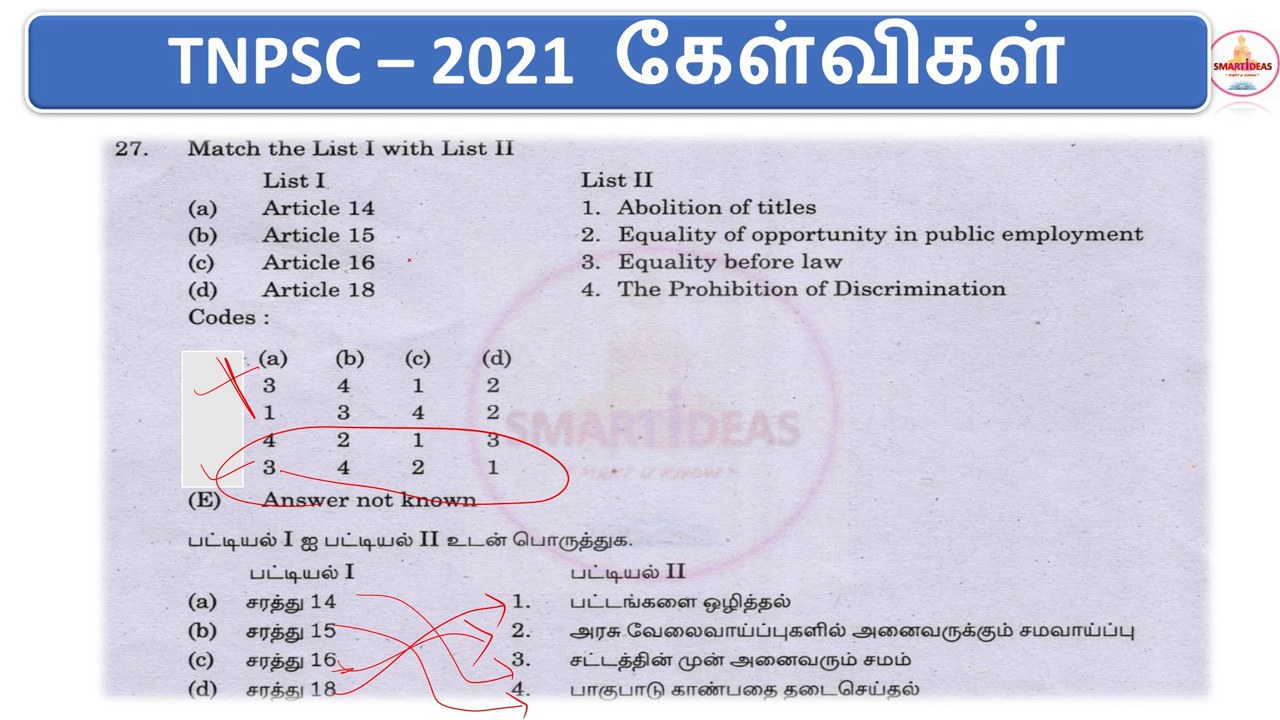 TNPSC – 2021 கேள்விகள்
SMARTIDEAS
" MAKE U KNOW "
27. Match the List I with List II
List I List II
(a) Article 14 1. Abolition of titles
(b) Article 15 2. Equality of opportunity in public employment
(c) Article 16 3. Equality before law
(d) Article 18 4. The Prohibition of Discrimination
Codes :
(a) (b) (c) (d)
3 4 1 2
1 3 4 2
4 2 1 3
3 4 2 1
SMARTIDEAS
" MAKE U KNOW "
(E) Answer not known
பட்டியல் I ஐ பட்டியல் II உடன் பொருத்துக.
பட்டியல் I பட்டியல் II
(a) சரத்து 14 1. பட்டங்களை ஒழித்தல்
(b) சரத்து 15 2. அரசு வேலைவாய்ப்புகளில் அனைவருக்கும் சமவாய்ப்பு
(c) சரத்து 16 3. சட்டத்தின் முன் அனைவரும் சமம்
(d) சரத்து 18 4. பாகுபாடு காண்பதை தடைசெய்தல்